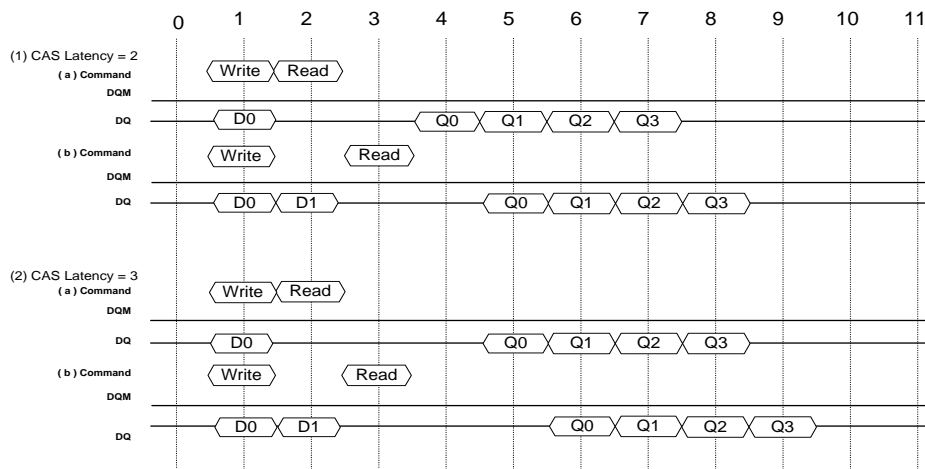 0 1 2 3 4 5 6 7 8 9 10 11
(1) CAS Latency = 2
( a ) Command Write Read
DQM
DQ D0 Q0 Q1 Q2 Q3
( b ) Command Write Read
DQM
DQ D0 D1 Q0 Q1 Q2 Q3
(2) CAS Latency = 3
( a ) Command Write Read
DQM
DQ D0 Q0 Q1 Q2 Q3
( b ) Command Write Read
DQM
DQ D0 D1 Q0 Q1 Q2 Q3